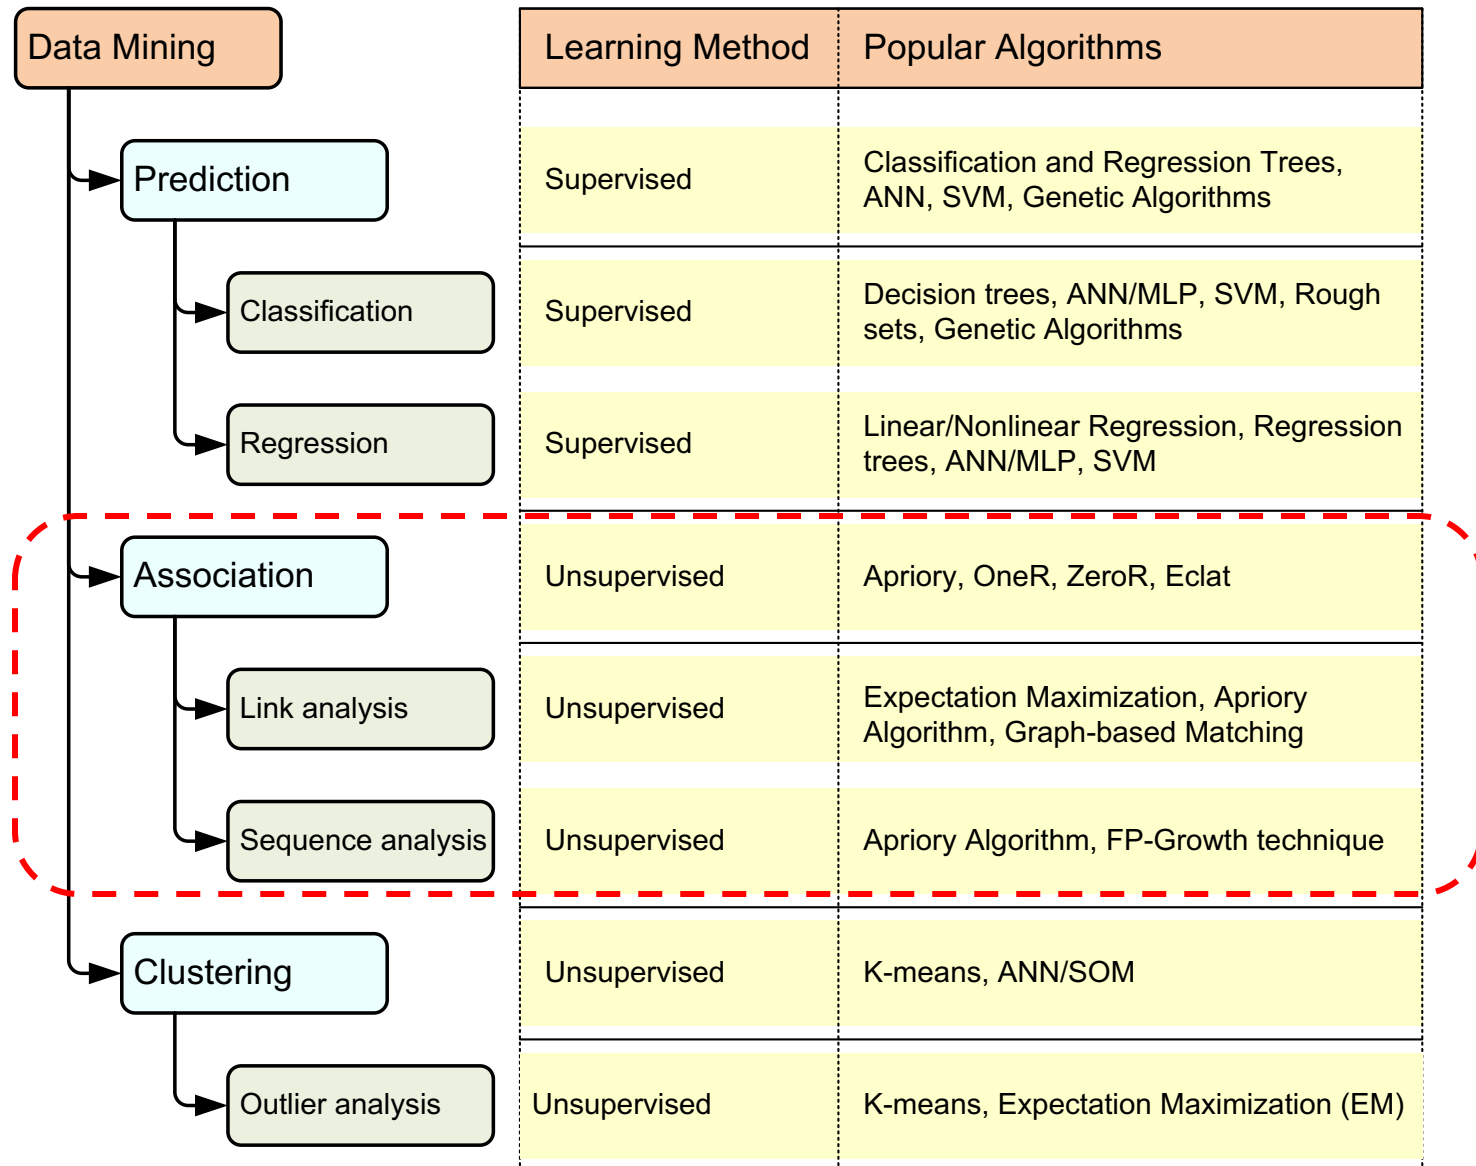 Data Mining
Learning Method
Popular Algorithms
Prediction
Supervised
Classification and Regression Trees,
ANN, SVM, Genetic Algorithms
Classification
Supervised
Decision trees, ANN/MLP, SVM, Rough
sets, Genetic Algorithms
Regression
Supervised
Linear/Nonlinear Regression, Regression
trees, ANN/MLP, SVM
Association
Unsupervised
Apriory, OneR, ZeroR, Eclat
Link analysis
Unsupervised
Expectation Maximization, Apriory
Algorithm, Graph-based Matching
Sequence analysis
Unsupervised
Apriory Algorithm, FP-Growth technique
Clustering
Unsupervised
K-means, ANN/SOM
Outlier analysis
Unsupervised
K-means, Expectation Maximization (EM)